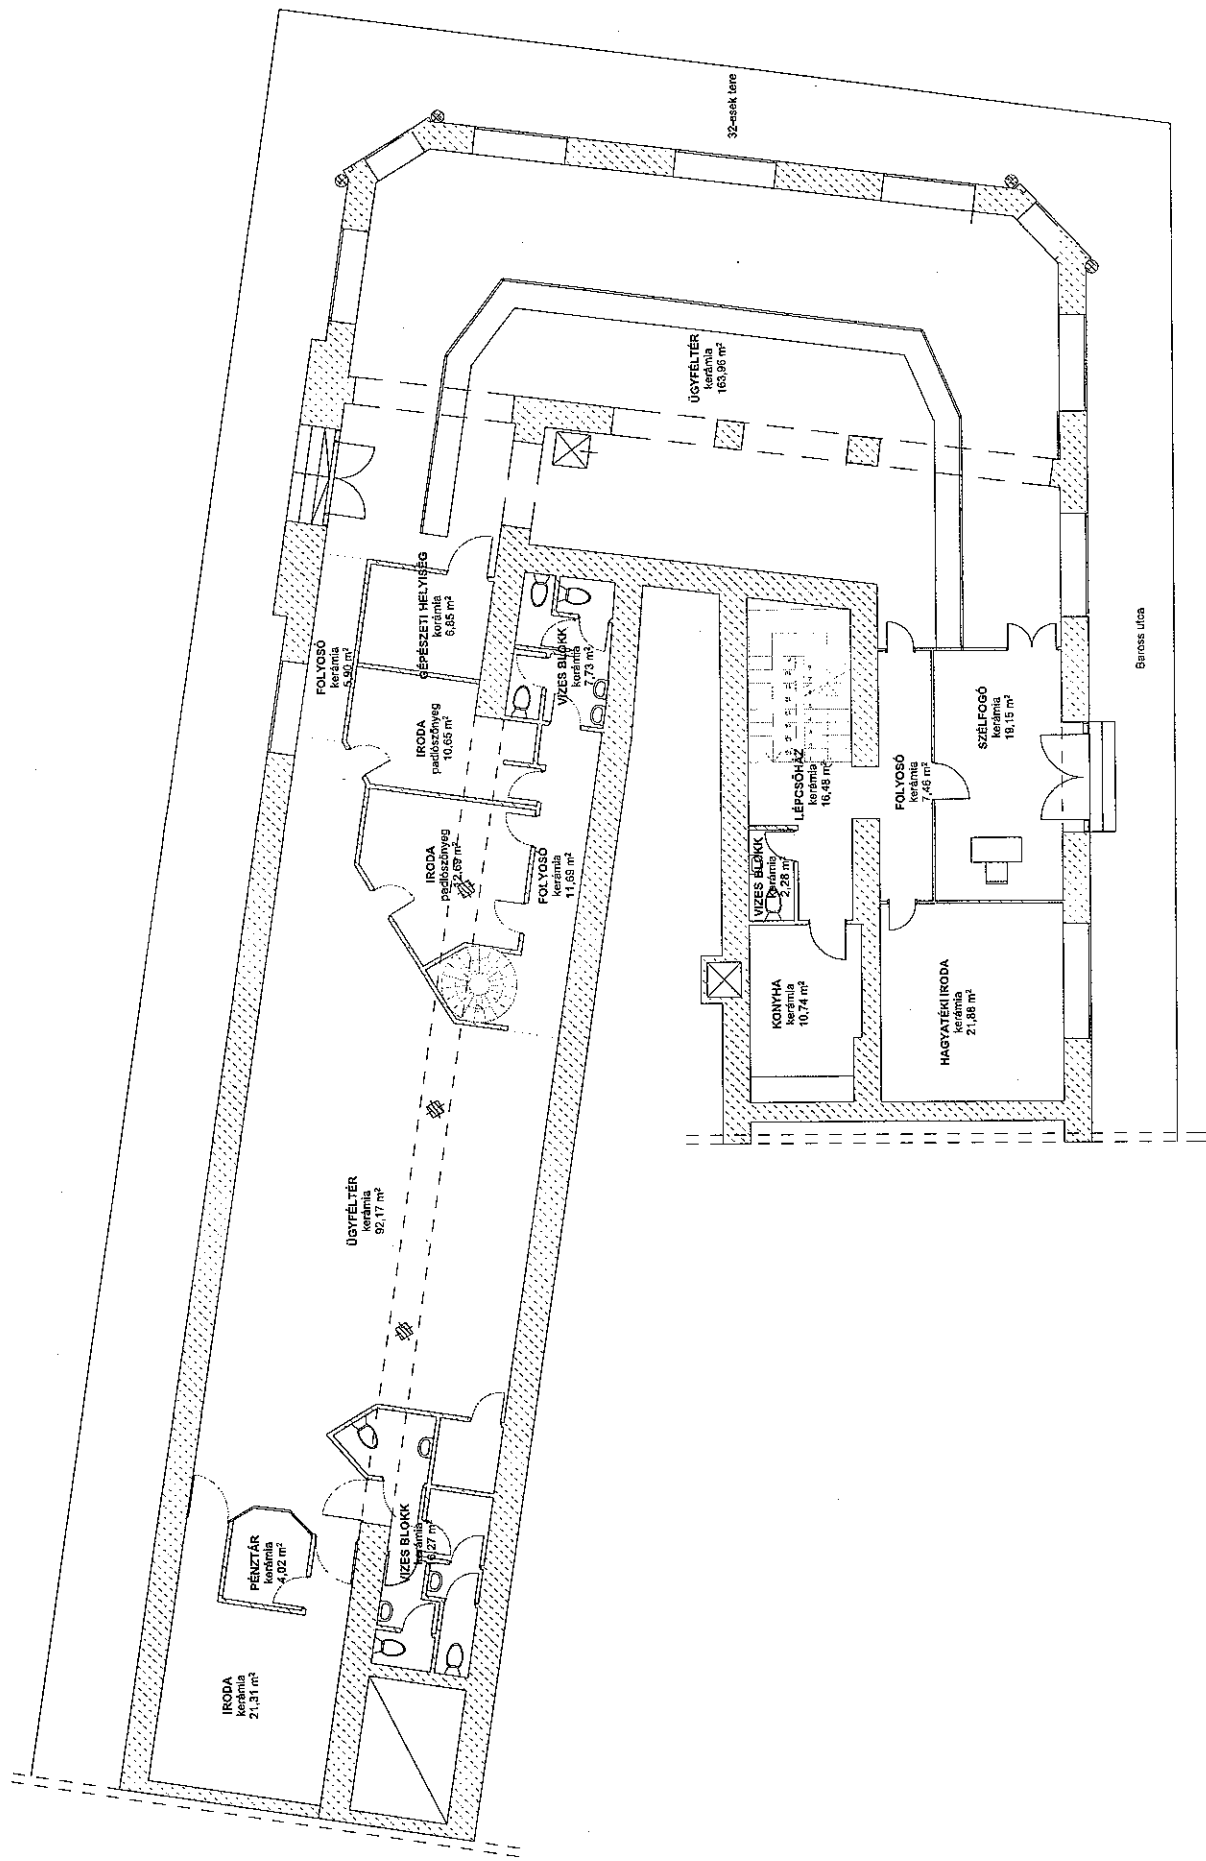 32-esek tere
ÜGYFÉLTÉR
kerámia
163,96 m²
GÉPÉSZETI HELYISÉG
kerámia
6,85 m²
FOLYOSÓ
kerámia
5,90 m²
VIZES BLOKK
kerámia
7,73 m²
IRODA
padlószőnyeg
10,65 m²
IRODA
padlószőnyeg
12,69 m²
FOLYOSÓ
kerámia
11,69 m²
LÉPCSŐHÁZ
kerámia
16,48 m²
FOLYOSÓ
kerámia
7,46 m²
SZÉLFOGÓ
kerámia
19,15 m²
Baross utca
VIZES BLOKK
kerámia
2,28 m²
KONYHA
kerámia
10,74 m²
HAGYATÉKI IRODA
kerámia
21,88 m²
ÜGYFÉLTÉR
kerámia
92,17 m²
VIZES BLOKK
kerámia
PÉNZTÁR
kerámia
4,02 m²
IRODA
kerámia
21,31 m²